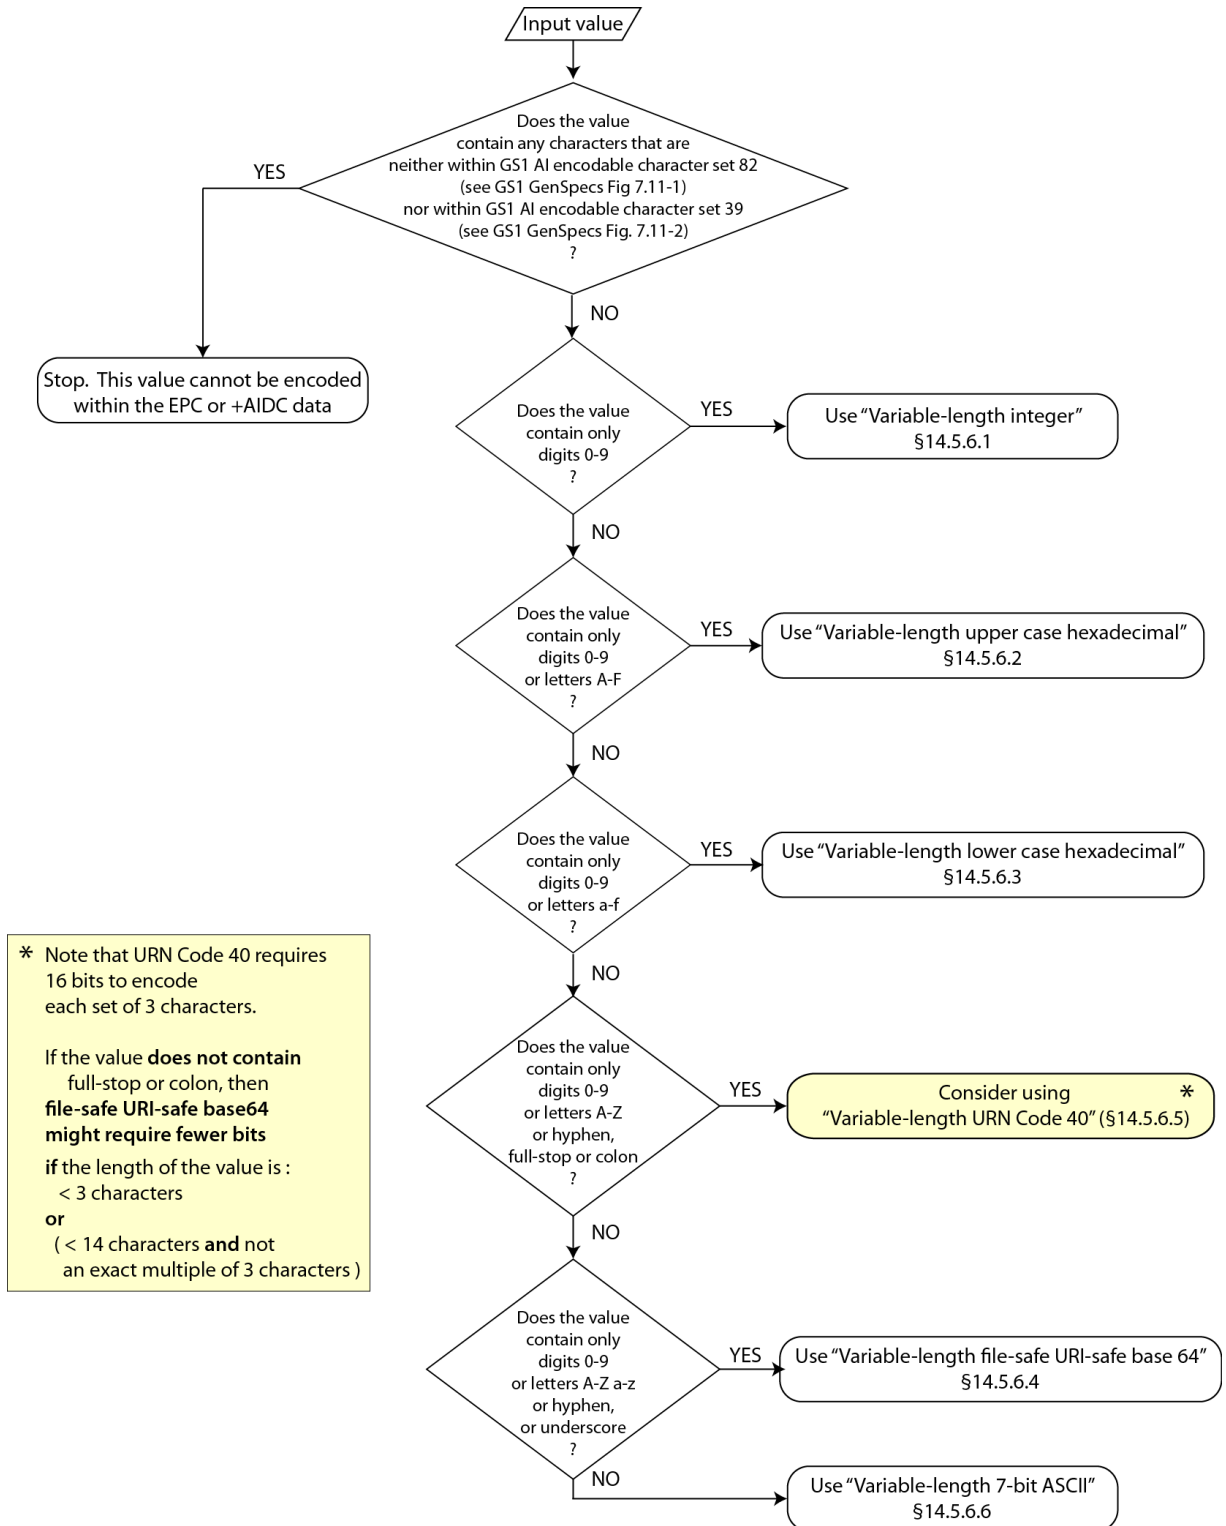 Input value
Does the value
contain any characters that are
neither within GS1 AI encodable character set 82
(see GS1 GenSpecs Fig 7.11-1)
nor within GS1 AI encodable character set 39
(see GS1 GenSpecs Fig. 7.11-2)
?
YES
NO
Stop. This value cannot be encoded
within the EPC or +AIDC data
Does the value
contain only
digits 0-9
?
YES
Use “Variable-length integer”
§14.5.6.1
NO
Does the value
contain only
digits 0-9
or letters A-F
?
YES
Use “Variable-length upper case hexadecimal”
§14.5.6.2
NO
Does the value
contain only
digits 0-9
or letters a-f
?
YES
Use “Variable-length lower case hexadecimal”
§14.5.6.3
NO
* Note that URN Code 40 requires
16 bits to encode
each set of 3 characters.
If the value does not contain
full-stop or colon, then
file-safe URI-safe base64
might require fewer bits
if the length of the value is :
< 3 characters
or
( < 14 characters and not
an exact multiple of 3 characters )
Does the value
contain only
digits 0-9
or letters A-Z
or hyphen,
full-stop or colon
?
YES
Consider using *
“Variable-length URN Code 40” (§14.5.6.5)
NO
Does the value
contain only
digits 0-9
or letters A-Z a-z
or hyphen,
or underscore
?
YES
Use “Variable-length file-safe URI-safe base 64”
§14.5.6.4
NO
Use “Variable-length 7-bit ASCII”
§14.5.6.6